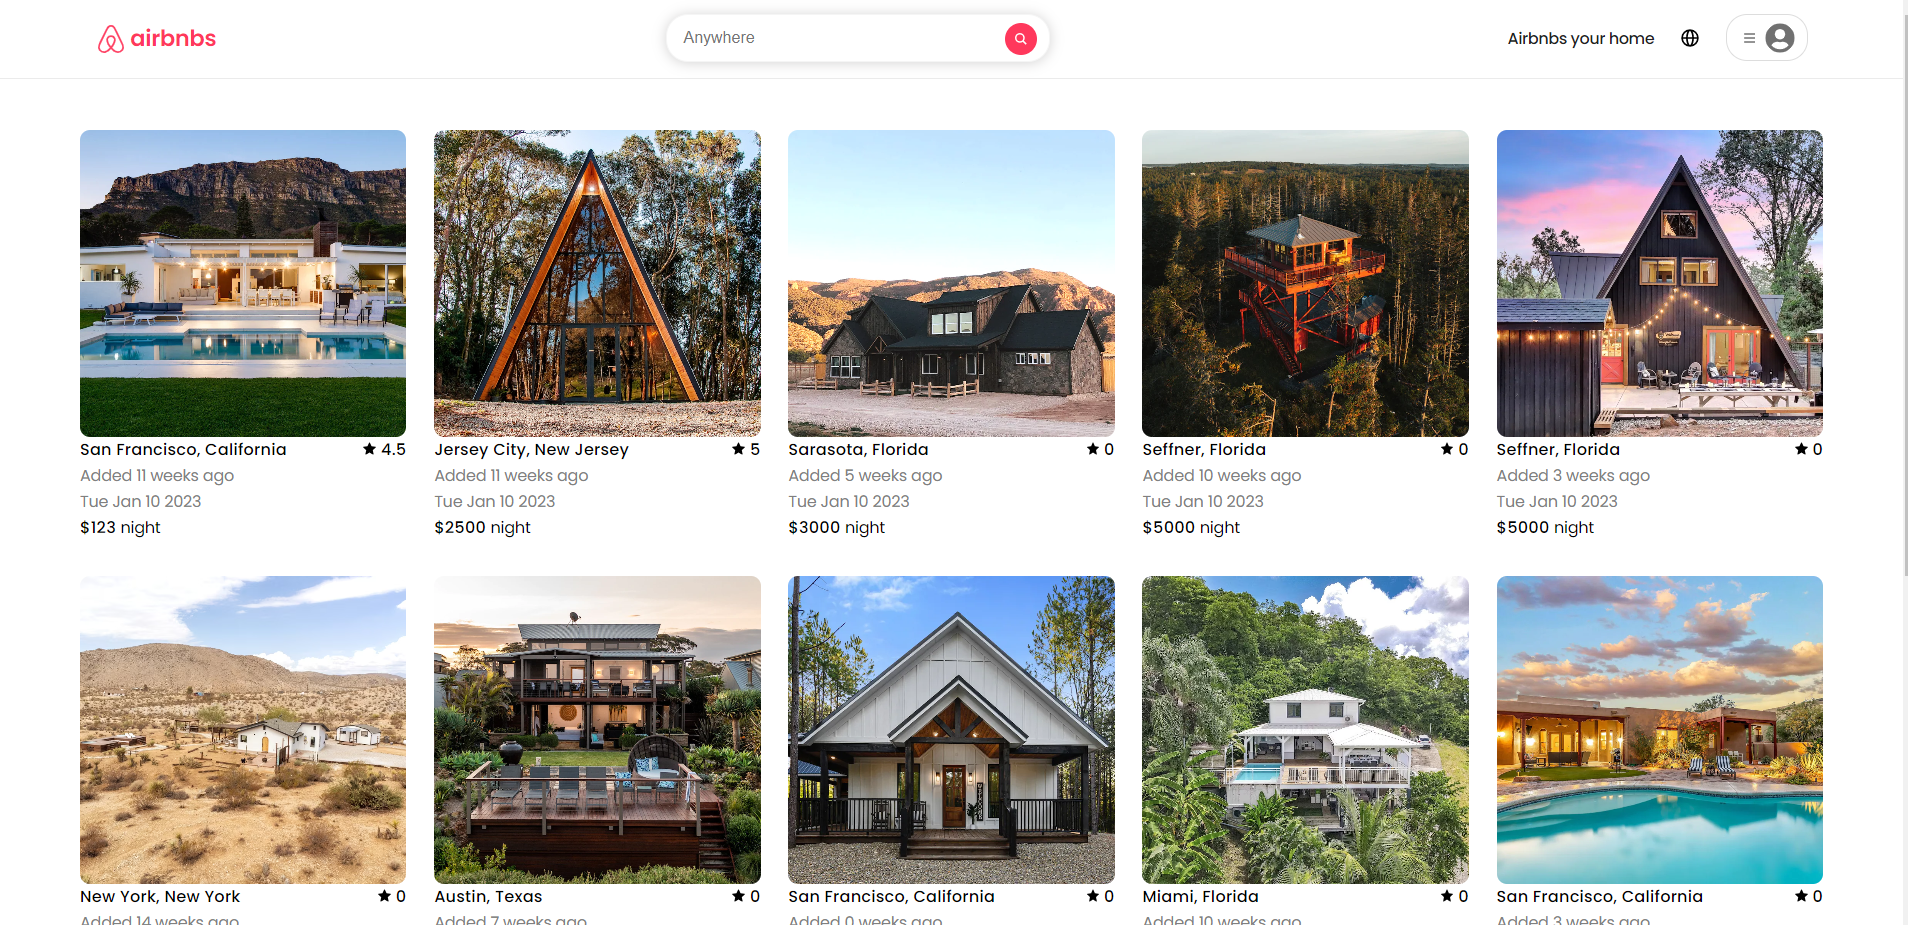 airbnbs
Anywhere
Airbnbs your home
San Francisco, California ★ 4.5
Added 11 weeks ago
Tue Jan 10 2023
$123 night
Jersey City, New Jersey ★ 5
Added 11 weeks ago
Tue Jan 10 2023
$2500 night
Sarasota, Florida ★ 0
Added 5 weeks ago
Tue Jan 10 2023
$3000 night
Seffner, Florida ★ 0
Added 10 weeks ago
Tue Jan 10 2023
$5000 night
Seffner, Florida ★ 0
Added 3 weeks ago
Tue Jan 10 2023
$5000 night
New York, New York ★ 0
Added 14 weeks ago
Austin, Texas ★ 0
Added 7 weeks ago
San Francisco, California ★ 0
Added 0 weeks ago
Miami, Florida ★ 0
Added 10 weeks ago
San Francisco, California ★ 0
Added 3 weeks ago